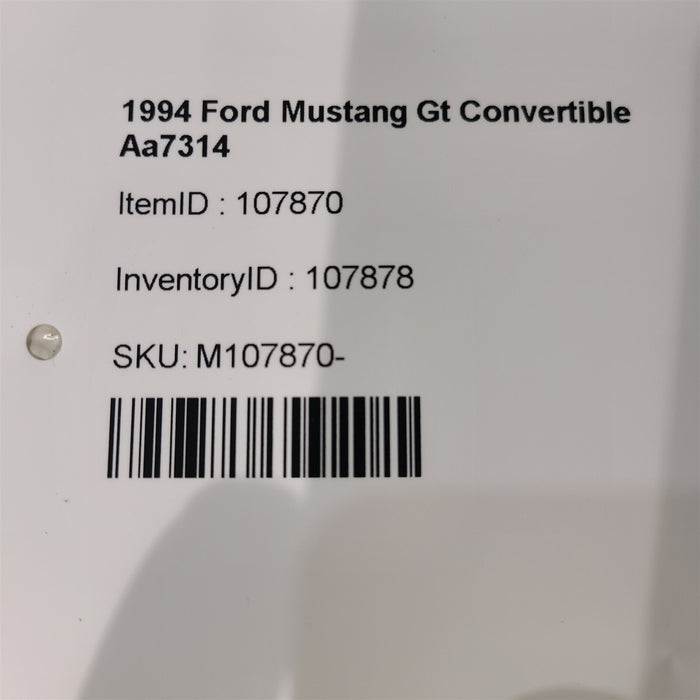 1994 Ford Mustang Gt Convertible
Aa7314
ItemID : 107870
InventoryID : 107878
SKU: M107870-